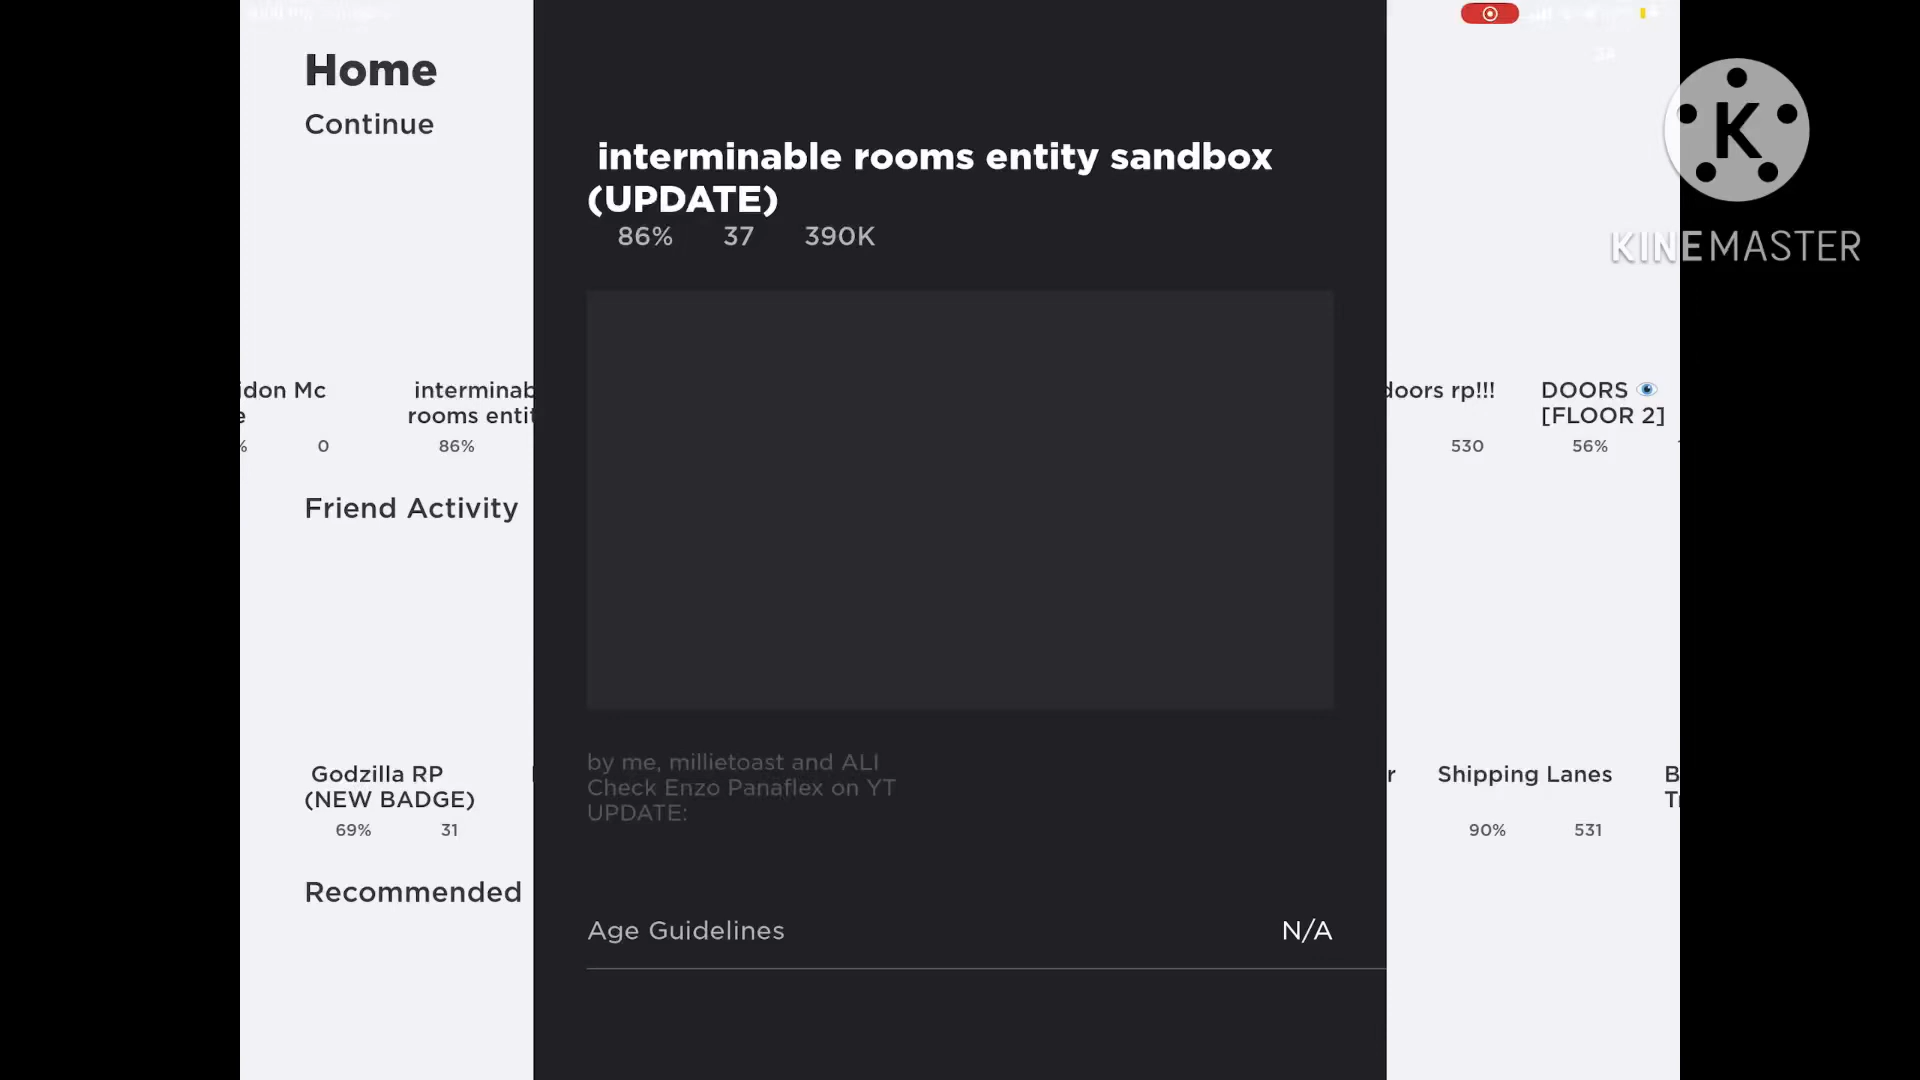 Home
Continue
idon Mc
e
%
0
interminab
rooms entit
86%
Friend Activity
Godzilla RP
(NEW BADGE)
69%
31
Recommended
interminable rooms entity sandbox
(UPDATE)
86%
37
390K
by me, millietoast and ALI
Check Enzo Panaflex on YT
UPDATE:
Age Guidelines
N/A
doors rp!!!
530
DOORS 👁
[FLOOR 2]
56%
r
Shipping Lanes
90%
531
B
K
KINEMASTER